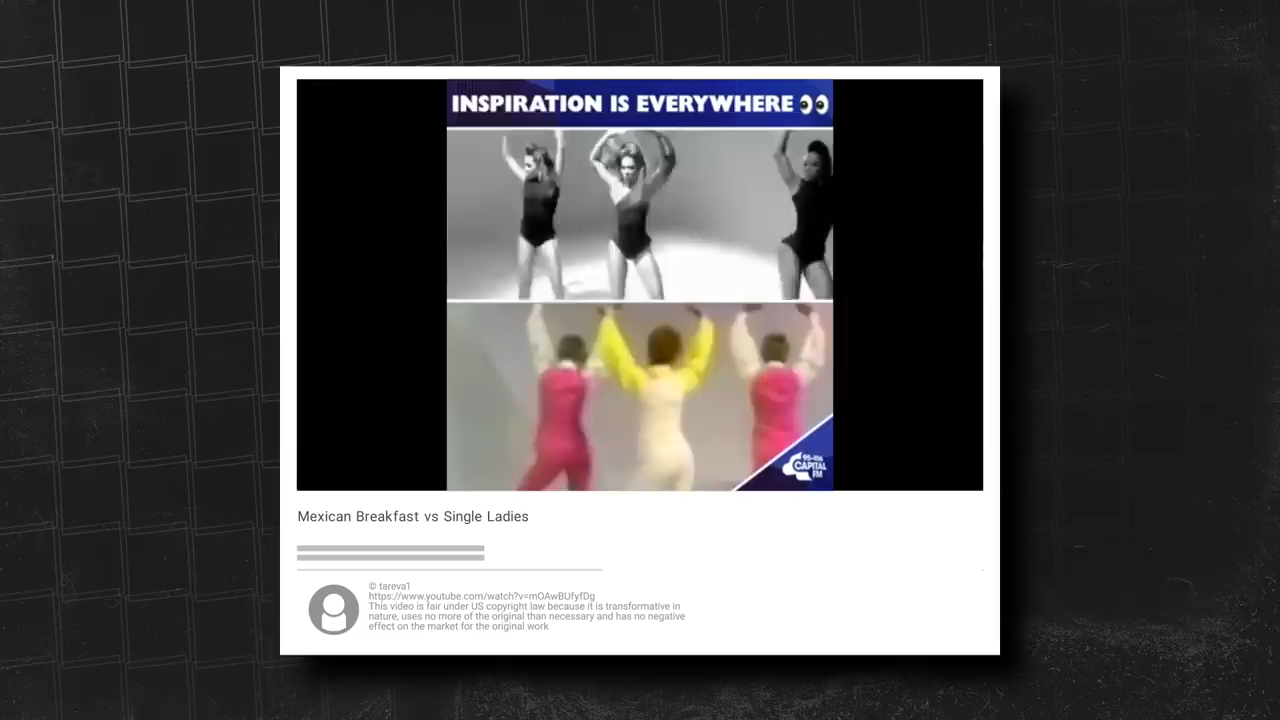 INSPIRATION IS EVERYWHERE 👀
95-106
CAPITAL
FM
Mexican Breakfast vs Single Ladies
© tareva1
https://www.youtube.com/watch?v=mOAwBUfyfDg
This video is fair under US copyright law because it is transformative in
nature, uses no more of the original than necessary and has no negative
effect on the market for the original work